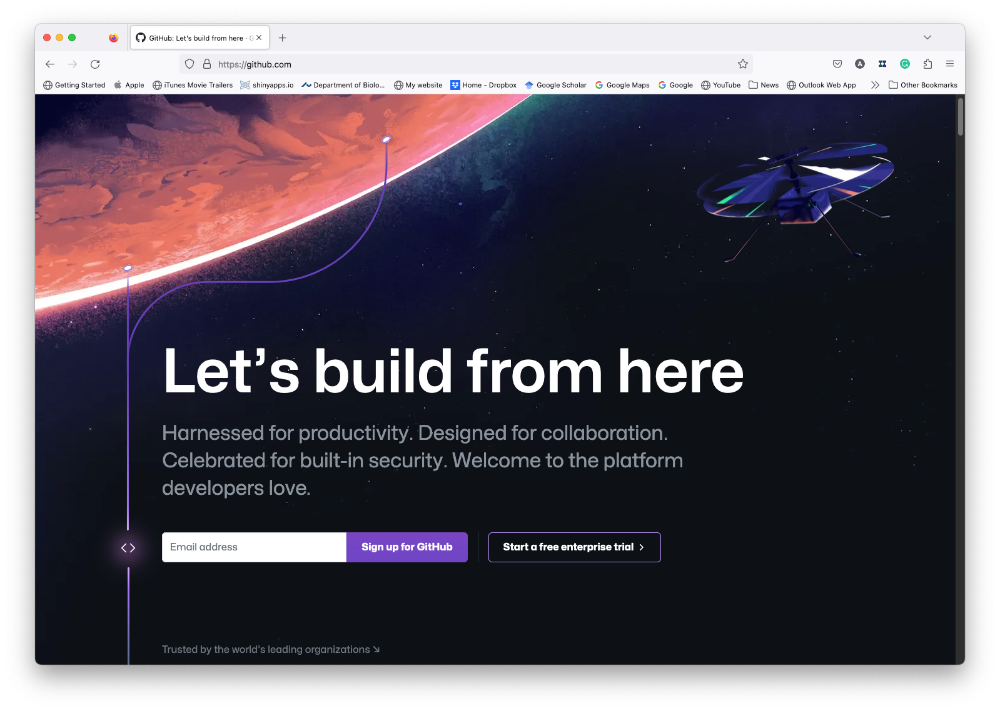 GitHub: Let's build from here · G
https://github.com
Getting Started Apple iTunes Movie Trailers shinyapps.io Department of Biolo... My website Home - Dropbox Google Scholar Google Maps Google YouTube News Outlook Web App Other Bookmarks
Let's build from here
Harnessed for productivity. Designed for collaboration.
Celebrated for built-in security. Welcome to the platform
developers love.
Email address Sign up for GitHub Start a free enterprise trial
Trusted by the world's leading organizations ↘